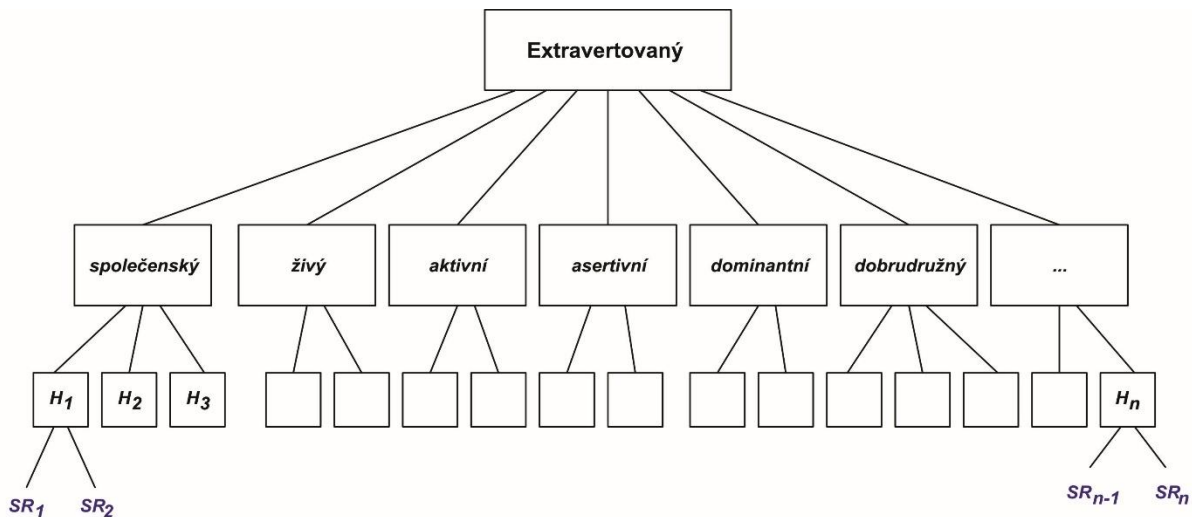 Extravertovaný
společenský živý aktivní asertivní dominantní dobrudružný ...
H1 H2 H3 Hn
SR1 SR2 SRn-1 SRn